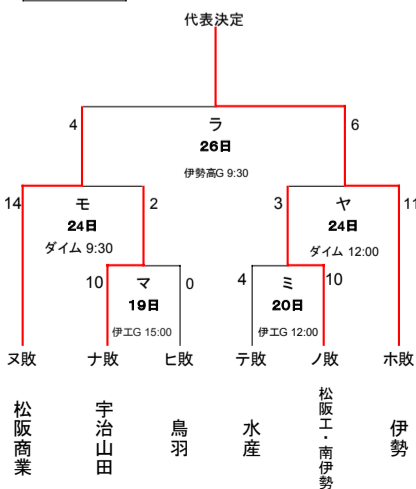 代表決定
4 ラ 6
26日
伊勢高G 9:30
14 モ 2 3 ヤ 11
24日 24日
ダイム 9:30 ダイム 12:00
10 マ 0 4 ミ 10
19日 20日
伊工G 15:00 伊工G 12:00
ヌ敗 ナ敗 ヒ敗 テ敗 ノ敗 ホ敗
松阪商業
宇治山田
鳥羽
水産
松阪工・南伊勢
伊勢